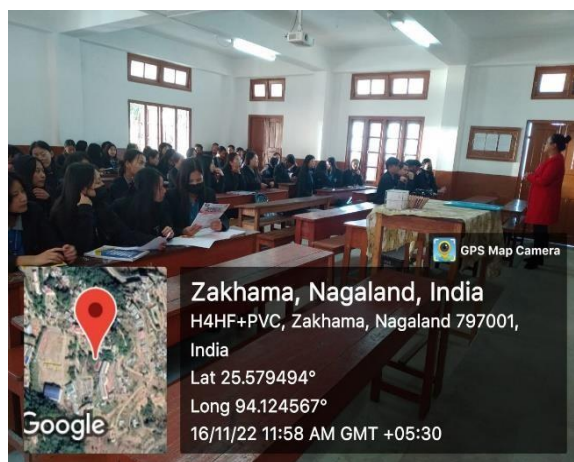 GPS Map Camera
Zakhama, Nagaland, India
H4HF+PVC, Zakhama, Nagaland 797001,
India
Lat 25.579494°
Long 94.124567°
16/11/22 11:58 AM GMT +05:30
Google